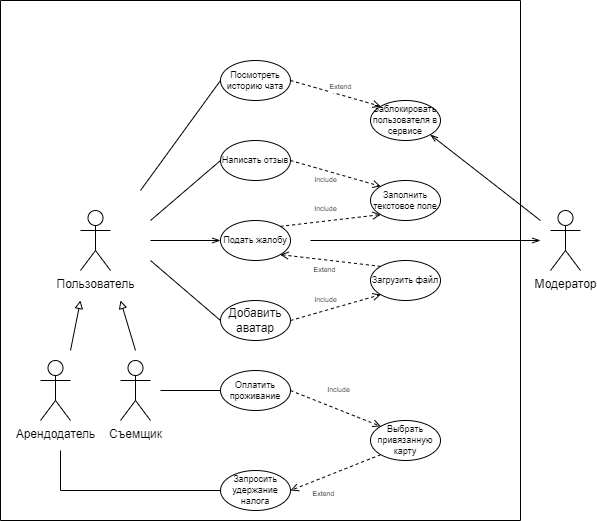 Посмотреть
историю чата
Extend
Заблокировать
пользователя в
сервисе
Написать отзыв
Include
Заполнить
текстовое поле
Include
Подать жалобу
Extend
Загрузить файл
Include
Добавить
аватар
Пользователь
Модератор
Арендодатель
Съемщик
Оплатить
проживание
Include
Выбрать
привязанную
карту
Запросить
удержание
налога
Extend